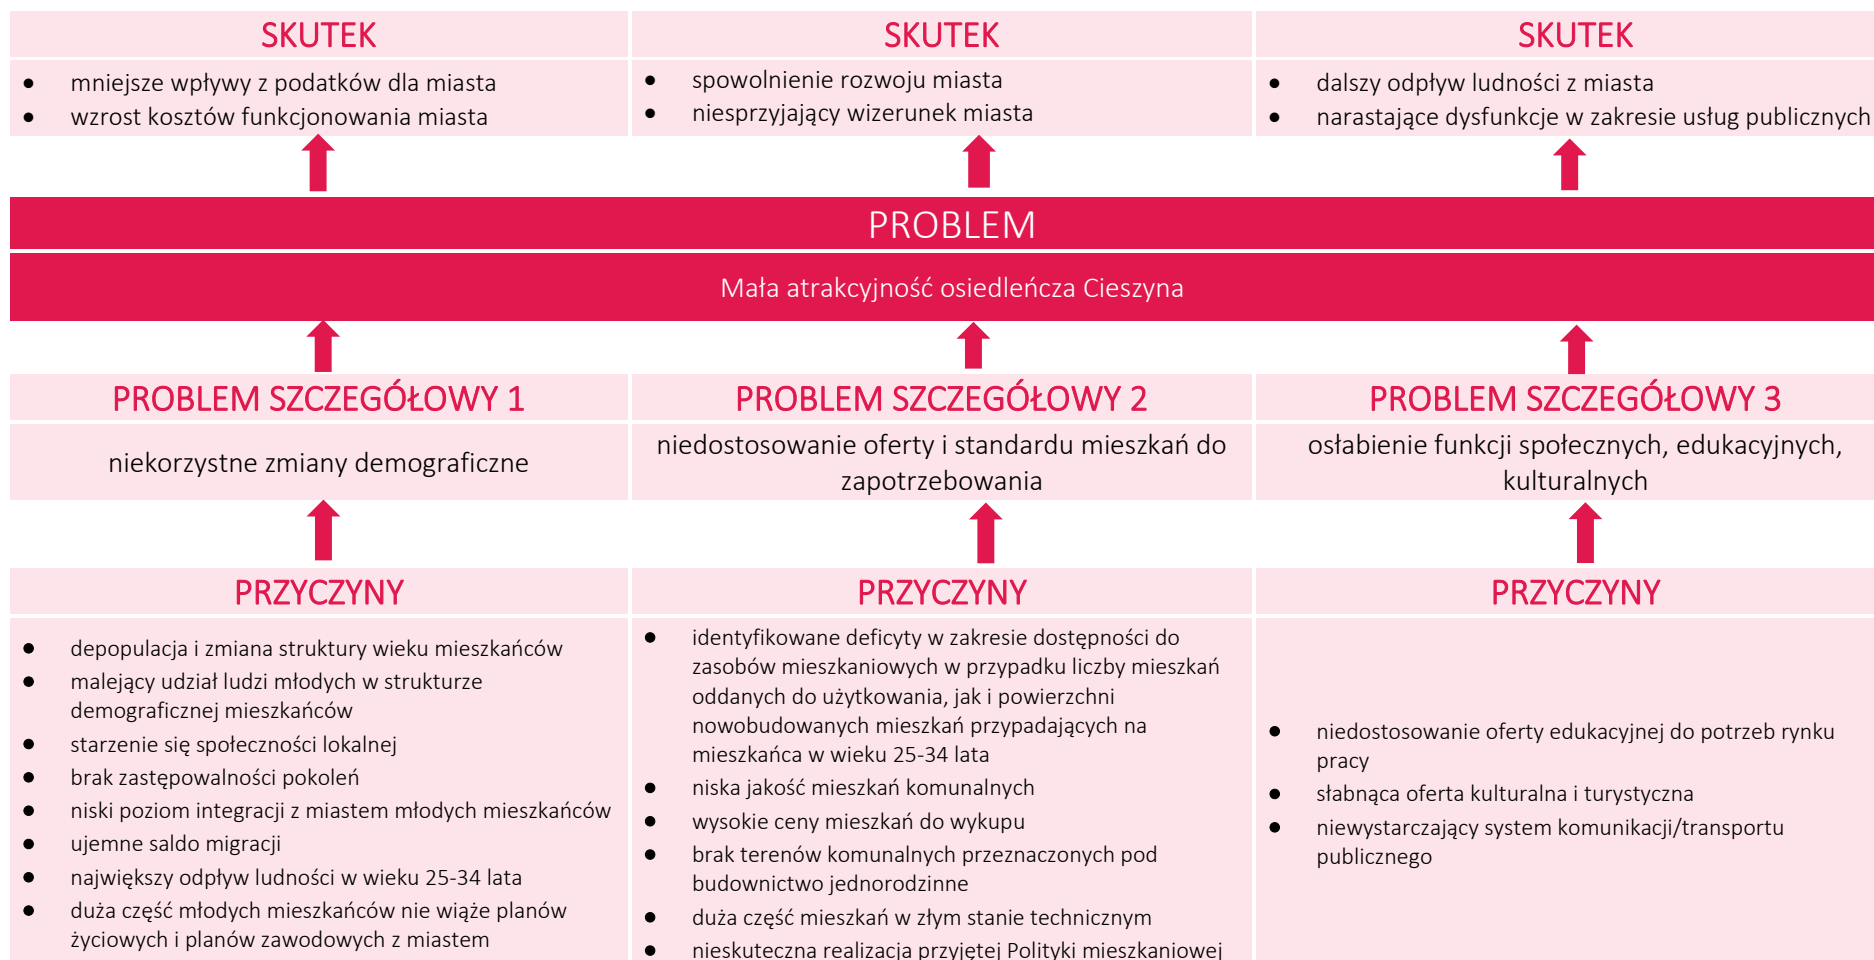 SKUTEK
mniejsze wpływy z podatków dla miasta
wzrost kosztów funkcjonowania miasta
SKUTEK
spowolnienie rozwoju miasta
niesprzyjający wizerunek miasta
SKUTEK
dalszy odpływ ludności z miasta
narastające dysfunkcje w zakresie usług publicznych
PROBLEM
Mała atrakcyjność osiedleńcza Cieszyna
PROBLEM SZCZEGÓŁOWY 1
niekorzystne zmiany demograficzne
PROBLEM SZCZEGÓŁOWY 2
niedostosowanie oferty i standardu mieszkań do
zapotrzebowania
PROBLEM SZCZEGÓŁOWY 3
osłabienie funkcji społecznych, edukacyjnych,
kulturalnych
PRZYCZYNY
depopulacja i zmiana struktury wieku mieszkańców
malejący udział ludzi młodych w strukturze
demograficznej mieszkańców
starzenie się społeczności lokalnej
brak zastępowalności pokoleń
niski poziom integracji z miastem młodych mieszkańców
ujemne saldo migracji
największy odpływ ludności w wieku 25-34 lata
duża część młodych mieszkańców nie wiąże planów
życiowych i planów zawodowych z miastem
PRZYCZYNY
identyfikowane deficyty w zakresie dostępności do
zasobów mieszkaniowych w przypadku liczby mieszkań
oddanych do użytkowania, jak i powierzchni
nowobudowanych mieszkań przypadających na
mieszkańca w wieku 25-34 lata
niska jakość mieszkań komunalnych
wysokie ceny mieszkań do wykupu
brak terenów komunalnych przeznaczonych pod
budownictwo jednorodzinne
duża część mieszkań w złym stanie technicznym
nieskuteczna realizacja przyjętej Polityki mieszkaniowej
PRZYCZYNY
niedostosowanie oferty edukacyjnej do potrzeb rynku
pracy
słabnąca oferta kulturalna i turystyczna
niewystarczający system komunikacji/transportu
publicznego